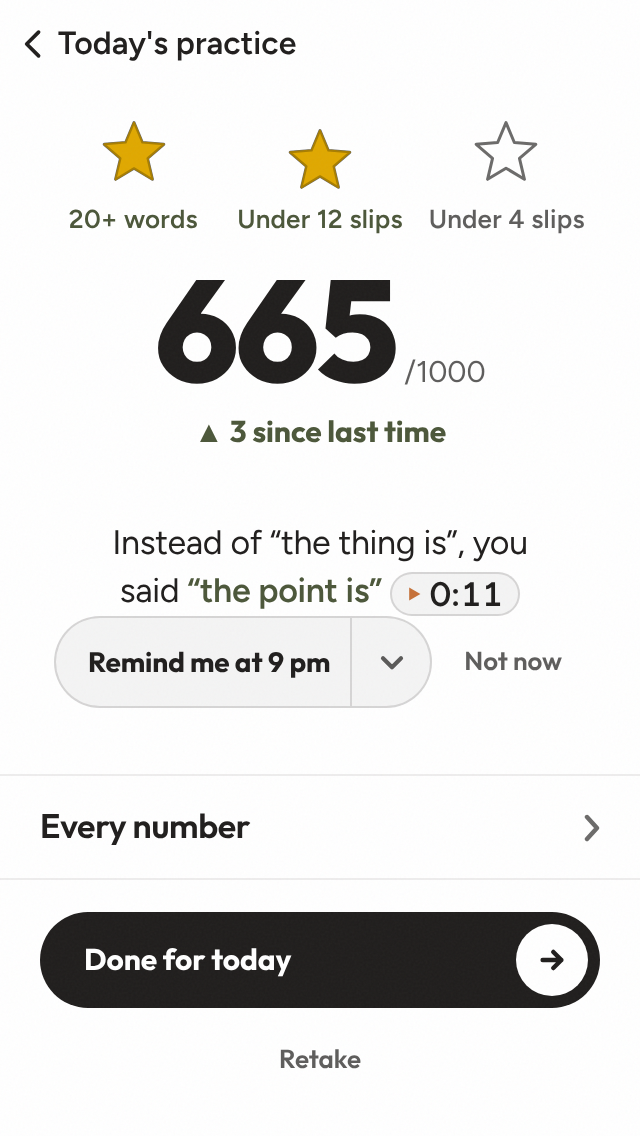 Today's practice
20+ words
Under 12 slips
Under 4 slips
665 /1000
▲ 3 since last time
Instead of “the thing is”, you
said “the point is” 0:11
Remind me at 9 pm
Not now
Every number
Done for today
Retake